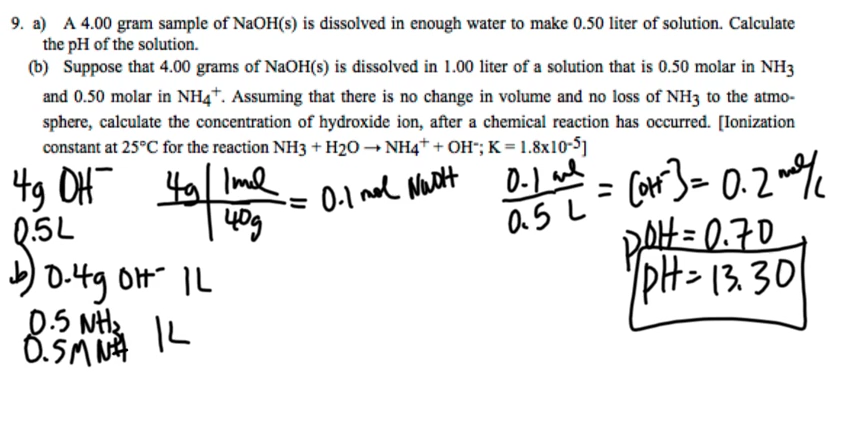 9. a) A 4.00 gram sample of NaOH(s) is dissolved in enough water to make 0.50 liter of solution. Calculate
the pH of the solution.
(b) Suppose that 4.00 grams of NaOH(s) is dissolved in 1.00 liter of a solution that is 0.50 molar in NH3
and 0.50 molar in NH4+. Assuming that there is no change in volume and no loss of NH3 to the atmo-
sphere, calculate the concentration of hydroxide ion, after a chemical reaction has occurred. [Ionization
constant at 25°C for the reaction NH3 + H2O → NH4+ + OH-; K = 1.8x10-5]
4g OH-
0.5L
4g | 1mol
40g
= 0.1 mol NaOH
0.1 mol
0.5 L
= [OH-] = 0.2 mol/L
pOH = 0.70
pH = 13.30
b) 0.4g OH- 1L
0.5 NH3
0.5M 1L